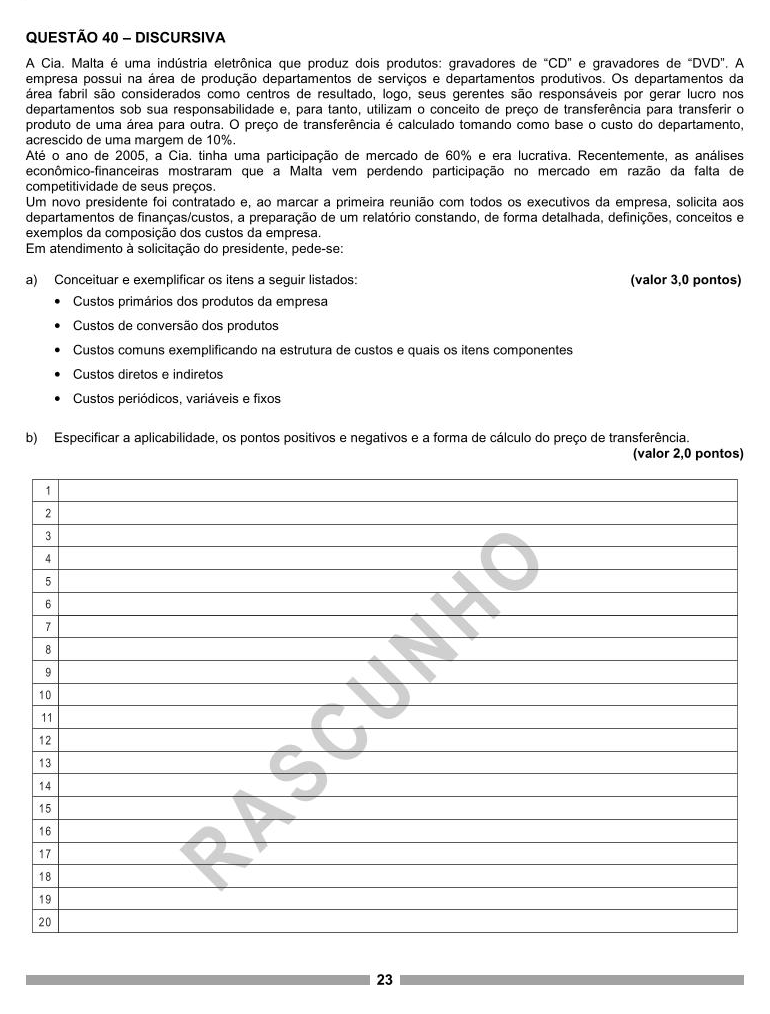 QUESTÃO 40 – DISCURSIVA
A Cia. Malta é uma indústria eletrônica que produz dois produtos: gravadores de “CD” e gravadores de “DVD”. A
empresa possui na área de produção departamentos de serviços e departamentos produtivos. Os departamentos da
área fabril são considerados como centros de resultado, logo, seus gerentes são responsáveis por gerar lucro nos
departamentos sob sua responsabilidade e, para tanto, utilizam o conceito de preço de transferência para transferir o
produto de uma área para outra. O preço de transferência é calculado tomando como base o custo do departamento,
acrescido de uma margem de 10%.
Até o ano de 2005, a Cia. tinha uma participação de mercado de 60% e era lucrativa. Recentemente, as análises
econômico-financeiras mostraram que a Malta vem perdendo participação no mercado em razão da falta de
competitividade de seus preços.
Um novo presidente foi contratado e, ao marcar a primeira reunião com todos os executivos da empresa, solicita aos
departamentos de finanças/custos, a preparação de um relatório constando, de forma detalhada, definições, conceitos e
exemplos da composição dos custos da empresa.
Em atendimento à solicitação do presidente, pede-se:
a) Conceituar e exemplificar os itens a seguir listados: (valor 3,0 pontos)
• Custos primários dos produtos da empresa
• Custos de conversão dos produtos
• Custos comuns exemplificando na estrutura de custos e quais os itens componentes
• Custos diretos e indiretos
• Custos periódicos, variáveis e fixos
b) Especificar a aplicabilidade, os pontos positivos e negativos e a forma de cálculo do preço de transferência.
(valor 2,0 pontos)
1
2
3
4
5
6
7
8
9
10
11
12
13
14
15
16
17
18
19
20
RASCUNHO
23